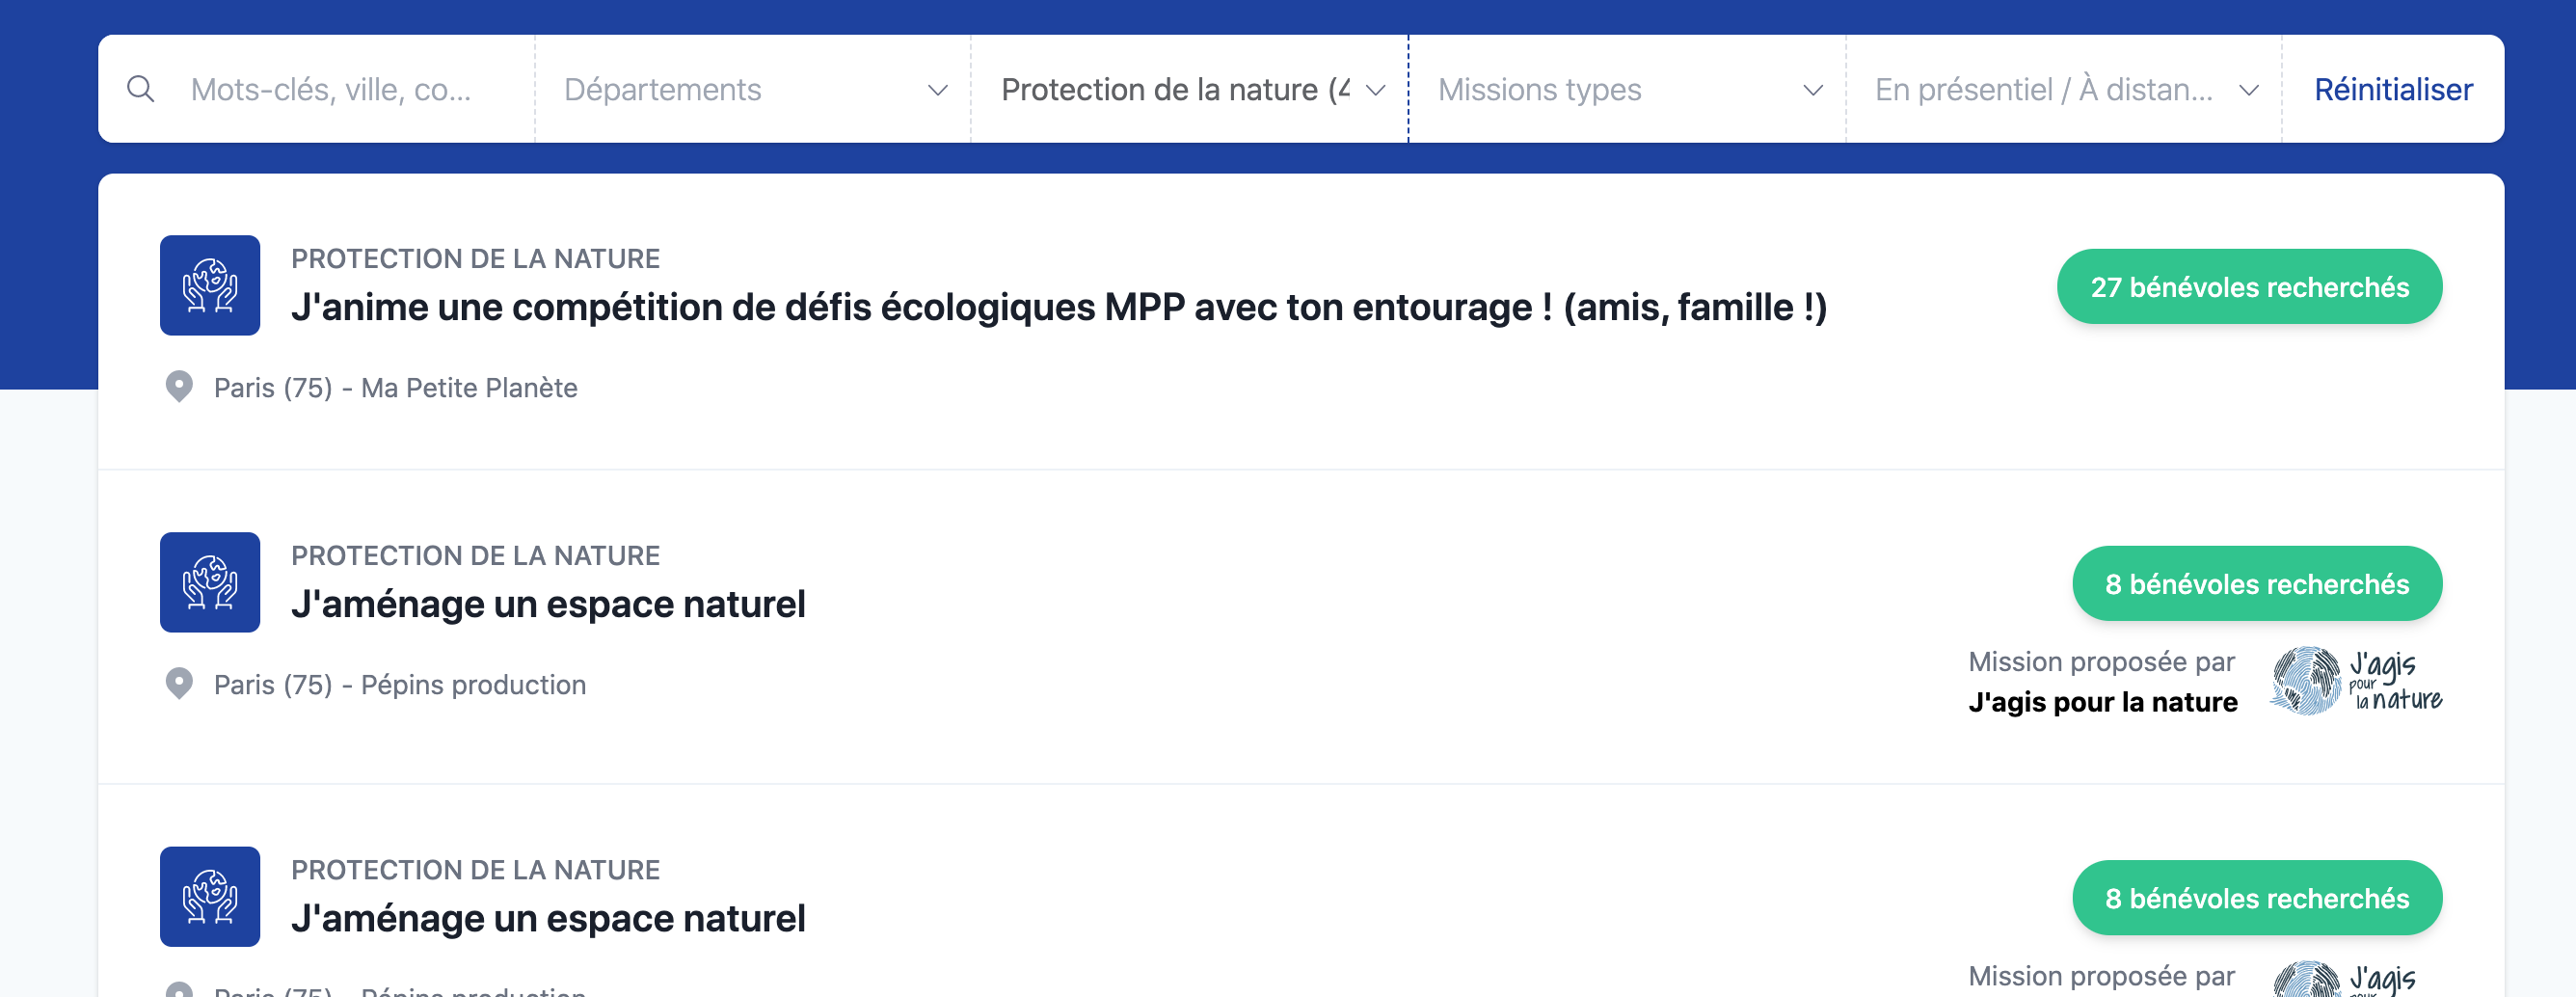 Mots-clés, ville, co...
Départements
Protection de la nature (
Missions types
En présentiel / À distan...
Réinitialiser
PROTECTION DE LA NATURE
J'anime une compétition de défis écologiques MPP avec ton entourage ! (amis, famille !)
27 bénévoles recherchés
Paris (75) - Ma Petite Planète
PROTECTION DE LA NATURE
J'aménage un espace naturel
8 bénévoles recherchés
Paris (75) - Pépins production
Mission proposée par
J'agis pour la nature
J'agis
pour
la nature
PROTECTION DE LA NATURE
J'aménage un espace naturel
8 bénévoles recherchés
Paris (75) - Pépins production
Mission proposée par
J'agis